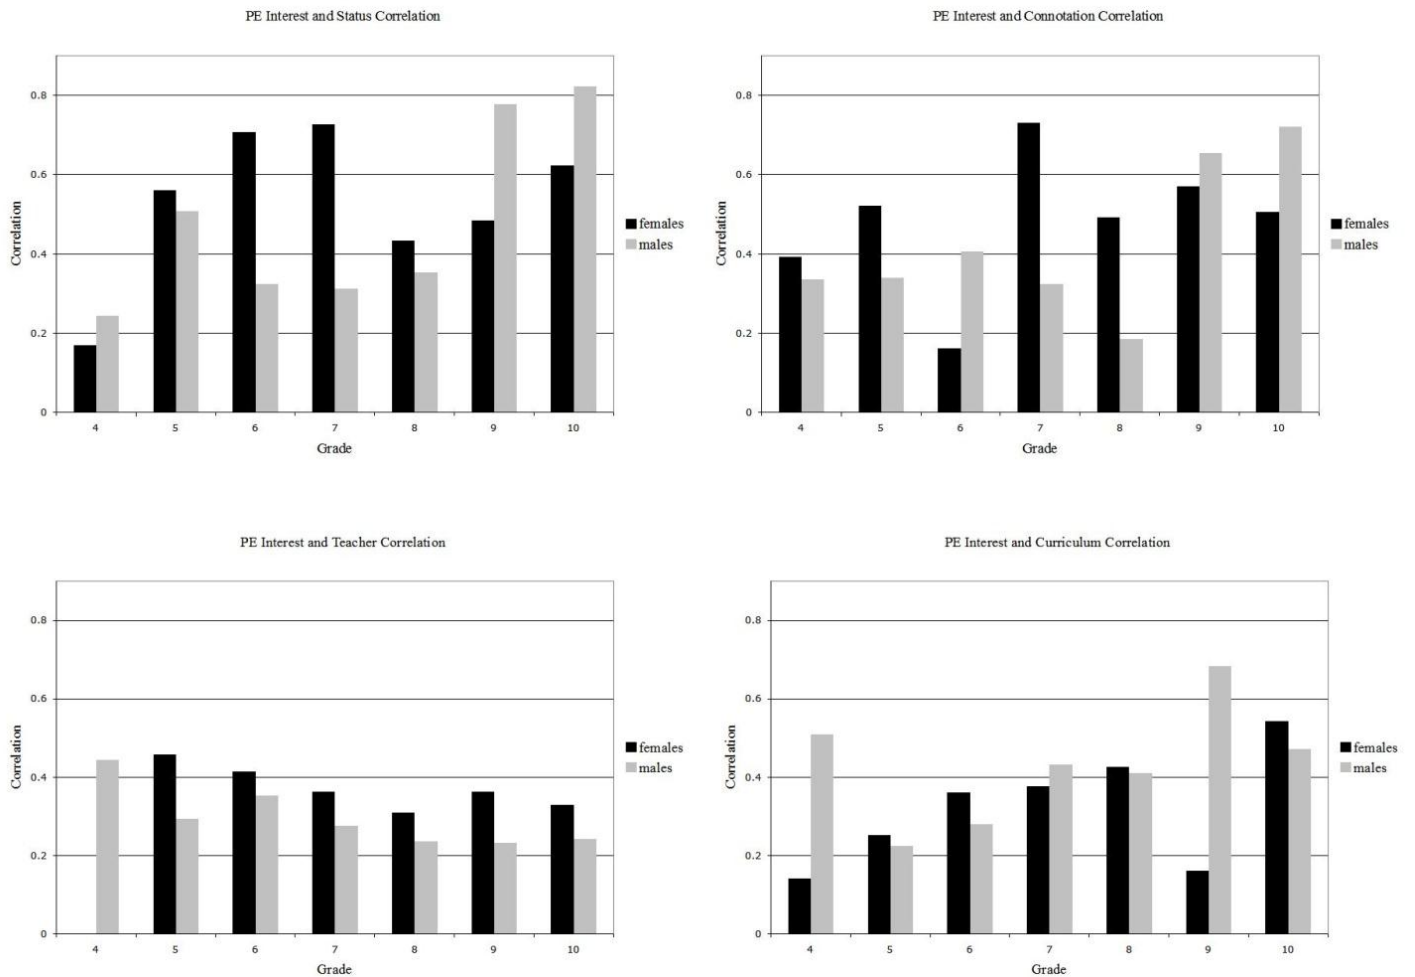 PE Interest and Status Correlation
0.8
0.6
0.4
0.2
0
Correlation
4 5 6 7 8 9 10
Grade
females
males
PE Interest and Connotation Correlation
0.8
0.6
0.4
0.2
0
Correlation
4 5 6 7 8 9 10
Grade
females
males
PE Interest and Teacher Correlation
0.8
0.6
0.4
0.2
0
Correlation
4 5 6 7 8 9 10
Grade
females
males
PE Interest and Curriculum Correlation
0.8
0.6
0.4
0.2
0
Correlation
4 5 6 7 8 9 10
Grade
females
males